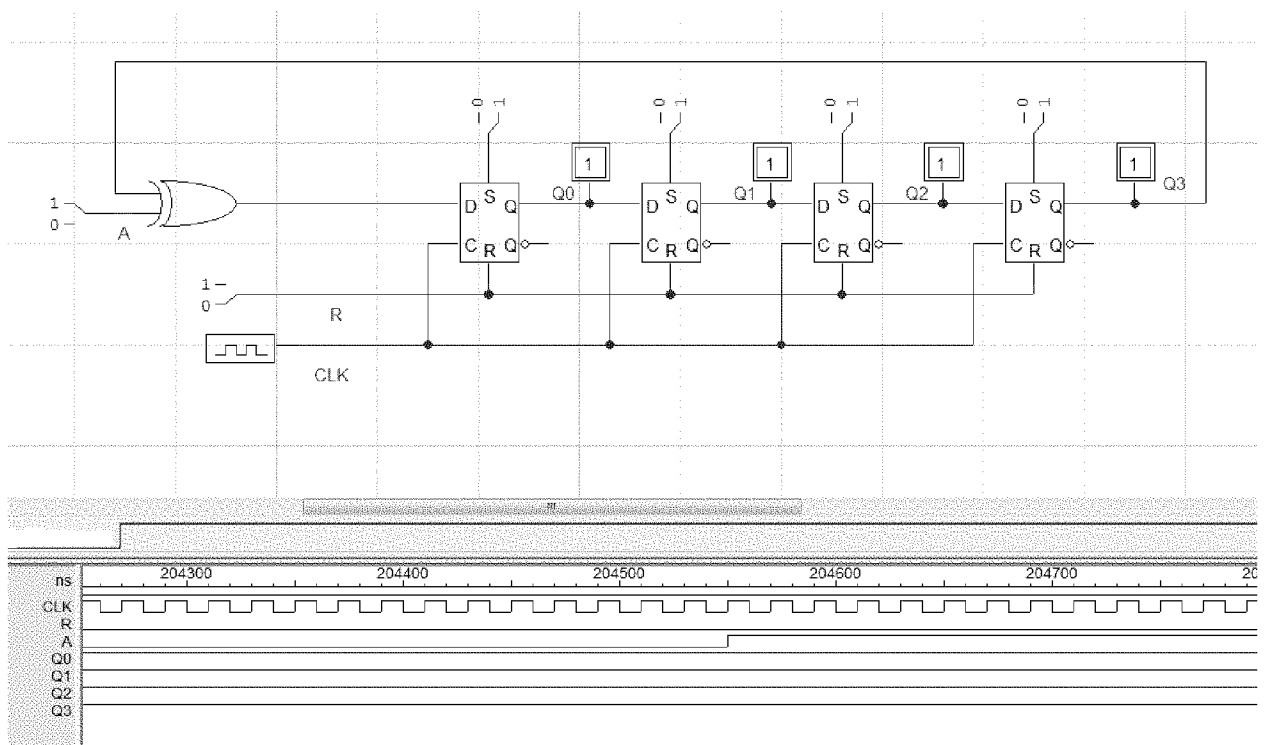 0 1 0 1 0 1 0 1
1 1 1 1
Q0 Q1 Q2 Q3
D S Q D S Q D S Q D S Q
1
0
A
C R Q C R Q C R Q C R Q
1
0
R
CLK
ns 204300 204400 204500 204600 204700 20
CLK
R
A
Q0
Q1
Q2
Q3